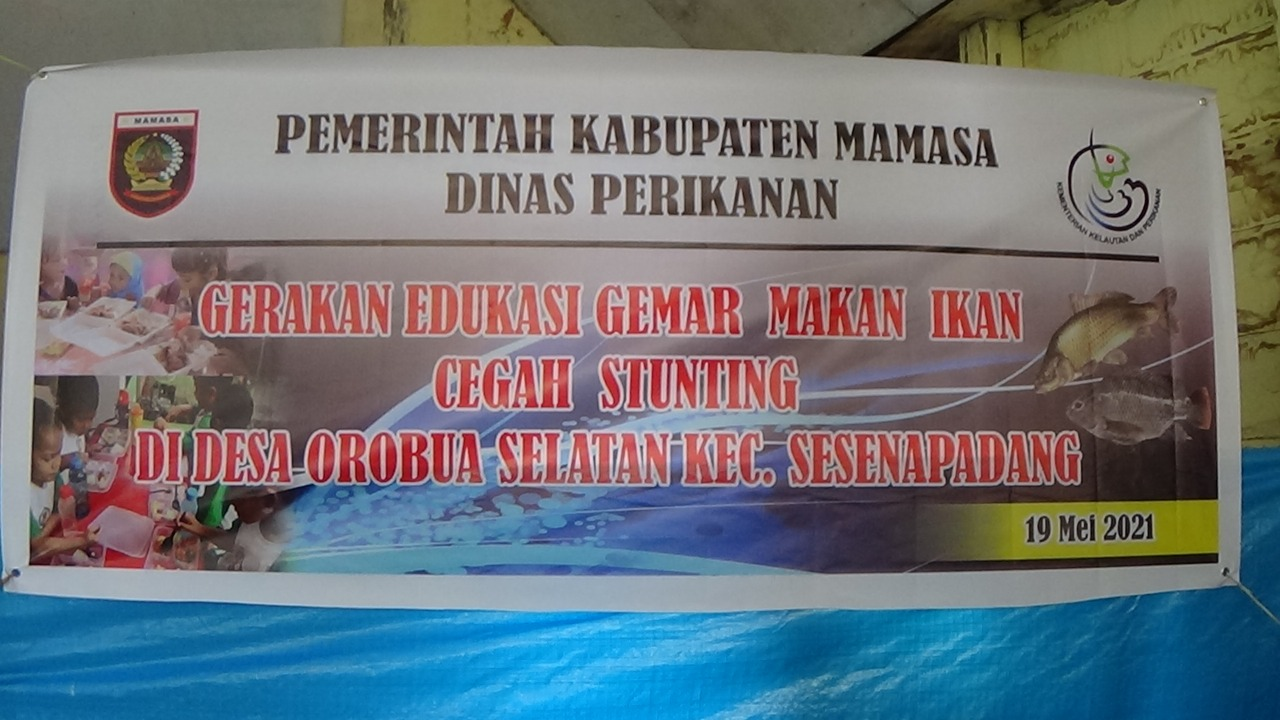 PEMERINTAH KABUPATEN MAMASA
DINAS PERIKANAN
MAMASA
KEMENTERIAN KELAUTAN DAN PERIKANAN
GERAKAN EDUKASI GEMAR MAKAN IKAN
CEGAH STUNTING
DI DESA OROBUA SELATAN KEC. SESENAPADANG
19 Mei 2021